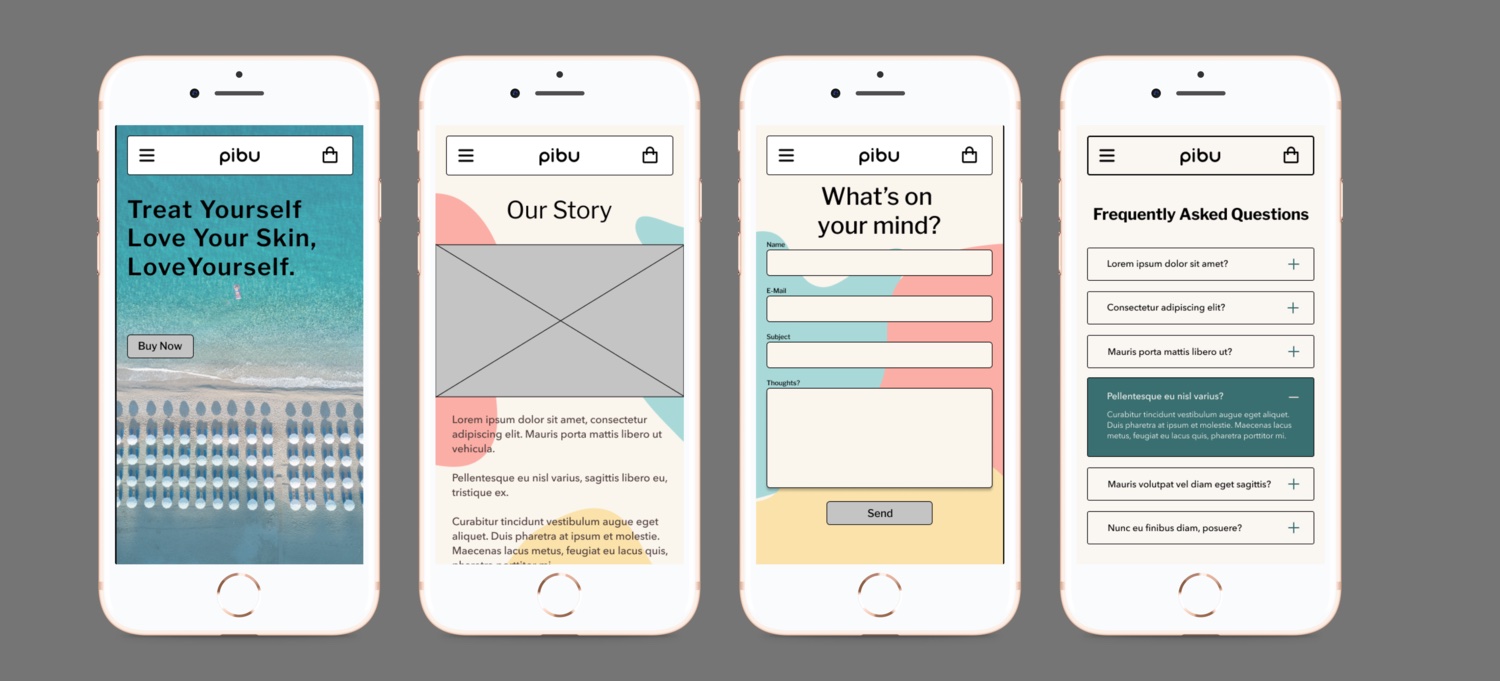 pibu
Treat Yourself
Love Your Skin,
LoveYourself.
Buy Now
pibu
Our Story
Lorem ipsum dolor sit amet, consectetur
adipiscing elit. Mauris porta mattis libero ut
vehicula.
Pellentesque eu nisl varius, sagittis libero eu,
tristique ex.
Curabitur tincidunt vestibulum augue eget
aliquet. Duis pharetra at ipsum et molestie.
Maecenas lacus metus, feugiat eu lacus quis,
pharetra porttitor mi.
pibu
What's on
your mind?
Name
E-Mail
Subject
Thoughts?
Send
pibu
Frequently Asked Questions
Lorem ipsum dolor sit amet?
Consectetur adipiscing elit?
Mauris porta mattis libero ut?
Pellentesque eu nisl varius?
Curabitur tincidunt vestibulum augue eget aliquet.
Duis pharetra at ipsum et molestie. Maecenas lacus
metus, feugiat eu lacus quis, pharetra porttitor mi.
Mauris volutpat vel diam eget sagittis?
Nunc eu finibus diam, posuere?